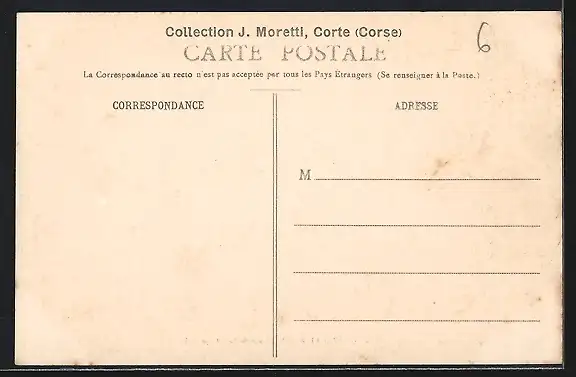 Collection J. Moretti, Corte (Corse)
6
CARTE POSTALE
La Correspondance au recto n'est pas acceptée par tous les Pays Etrangers (Se renseigner à la Poste.)
CORRESPONDANCE
ADRESSE
M